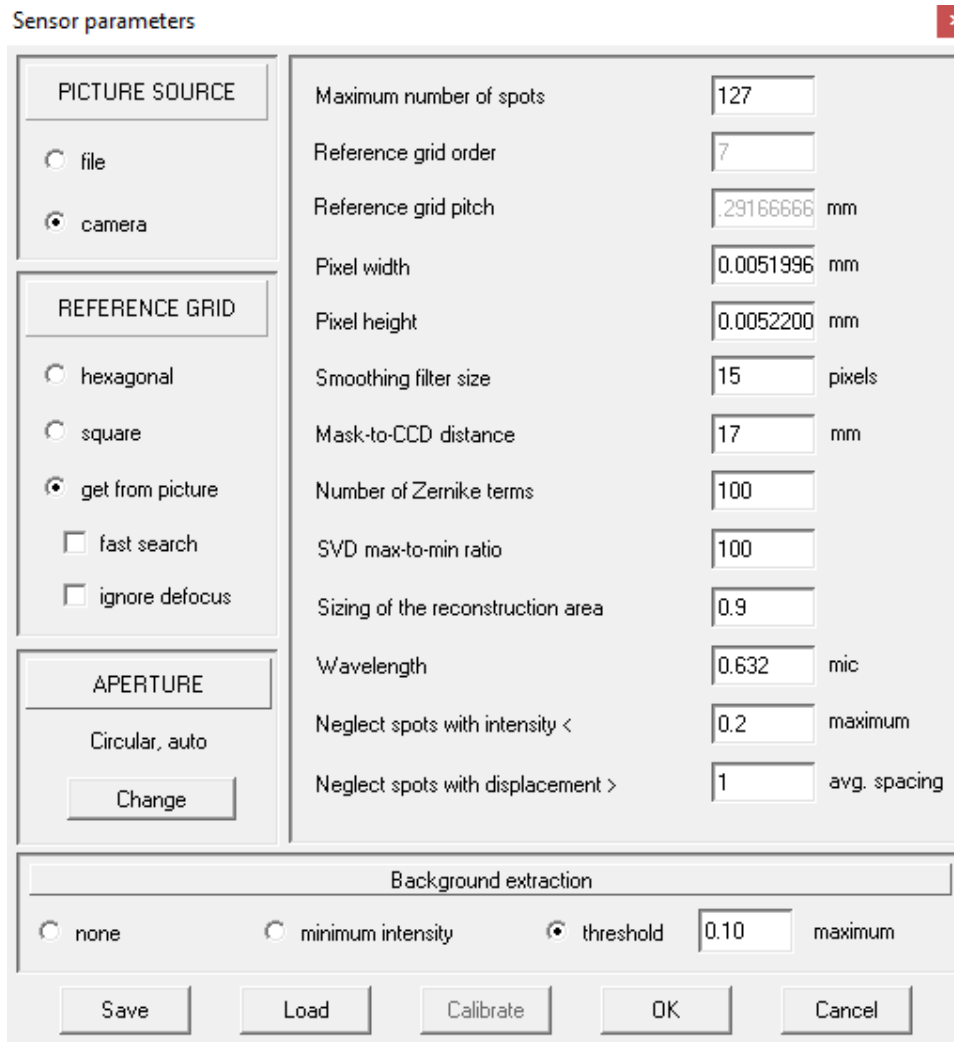 Sensor parameters
PICTURE SOURCE
file
camera
REFERENCE GRID
hexagonal
square
get from picture
fast search
ignore defocus
APERTURE
Circular, auto
Change
Maximum number of spots 127
Reference grid order 7
Reference grid pitch .29166666 mm
Pixel width 0.0051996 mm
Pixel height 0.0052200 mm
Smoothing filter size 15 pixels
Mask-to-CCD distance 17 mm
Number of Zernike terms 100
SVD max-to-min ratio 100
Sizing of the reconstruction area 0.9
Wavelength 0.632 mic
Neglect spots with intensity < 0.2 maximum
Neglect spots with displacement > 1 avg. spacing
Background extraction
none minimum intensity threshold 0.10 maximum
Save Load Calibrate OK Cancel